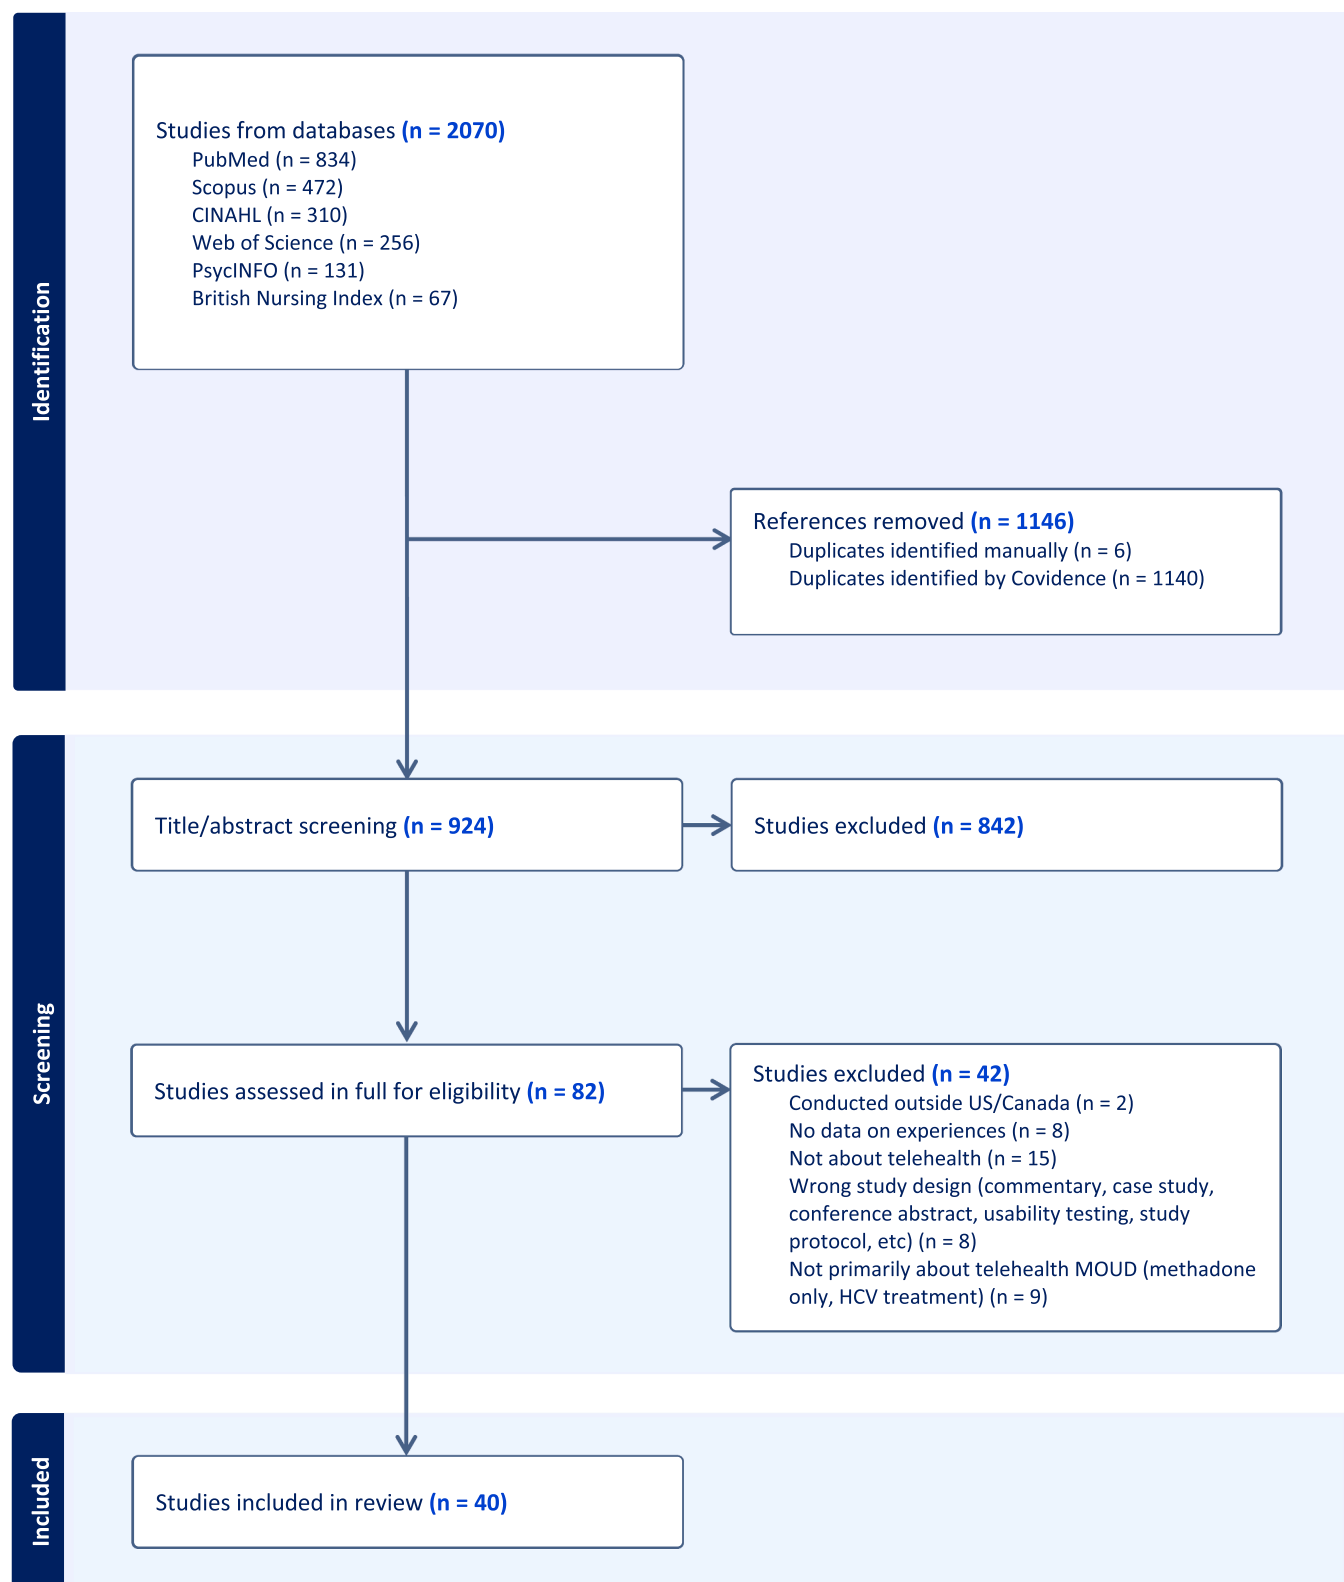 Identification
Studies from databases (n = 2070)
PubMed (n = 834)
Scopus (n = 472)
CINAHL (n = 310)
Web of Science (n = 256)
PsycINFO (n = 131)
British Nursing Index (n = 67)
References removed (n = 1146)
Duplicates identified manually (n = 6)
Duplicates identified by Covidence (n = 1140)
Screening
Title/abstract screening (n = 924)
Studies excluded (n = 842)
Studies assessed in full for eligibility (n = 82)
Studies excluded (n = 42)
Conducted outside US/Canada (n = 2)
No data on experiences (n = 8)
Not about telehealth (n = 15)
Wrong study design (commentary, case study,
conference abstract, usability testing, study
protocol, etc) (n = 8)
Not primarily about telehealth MOUD (methadone
only, HCV treatment) (n = 9)
Included
Studies included in review (n = 40)